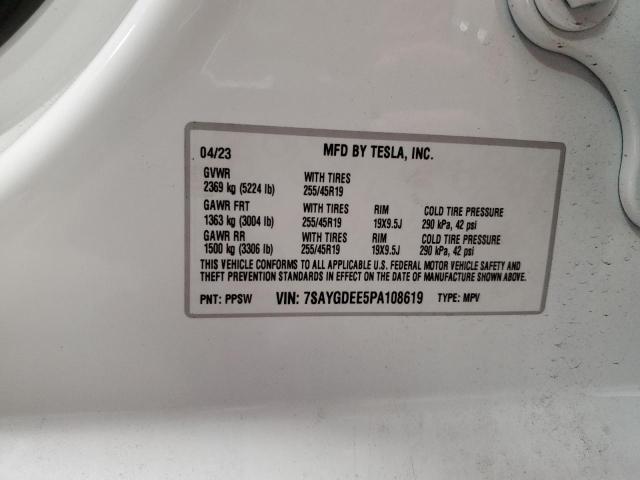 04/23 MFD BY TESLA, INC.
GVWR WITH TIRES
2369 kg (5224 lb) 255/45R19
GAWR FRT WITH TIRES RIM COLD TIRE PRESSURE
1363 kg (3004 lb) 255/45R19 19X9.5J 290 kPa, 42 psi
GAWR RR WITH TIRES RIM COLD TIRE PRESSURE
1500 kg (3306 lb) 255/45R19 19X9.5J 290 kPa, 42 psi
THIS VEHICLE CONFORMS TO ALL APPLICABLE U.S. FEDERAL MOTOR VEHICLE SAFETY AND
THEFT PREVENTION STANDARDS IN EFFECT ON THE DATE OF MANUFACTURE SHOWN ABOVE.
PNT: PPSW VIN: 7SAYGDEE5PA108619 TYPE: MPV